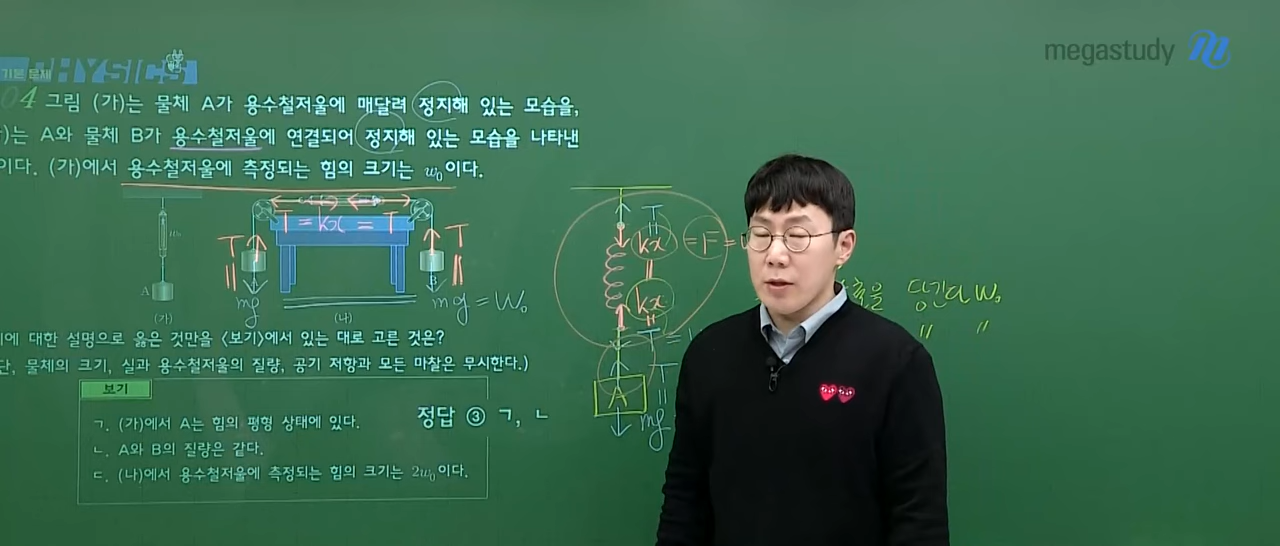 megastudy
기본 문제
PHYSICS
04 그림 (가)는 물체 A가 용수철저울에 매달려 정지해 있는 모습을,
)는 A와 물체 B가 용수철저울에 연결되어 정지해 있는 모습을 나타낸
이다. (가)에서 용수철저울에 측정되는 힘의 크기는 w₀이다.
T = kx = T
T
T
||
||
A
B
mg
mg = W₀
(가)
(나)
T
||
kx = F =
||
kx
||
T =
T
||
A
mg
을 당긴다 W₀
〃 〃
에 대한 설명으로 옳은 것만을 <보기>에서 있는 대로 고른 것은?
단, 물체의 크기, 실과 용수철저울의 질량, 공기 저항과 모든 마찰은 무시한다.)
보기
ㄱ. (가)에서 A는 힘의 평형 상태에 있다.
정답 ③ ㄱ, ㄴ
ㄴ. A와 B의 질량은 같다.
ㄷ. (나)에서 용수철저울에 측정되는 힘의 크기는 2w₀이다.